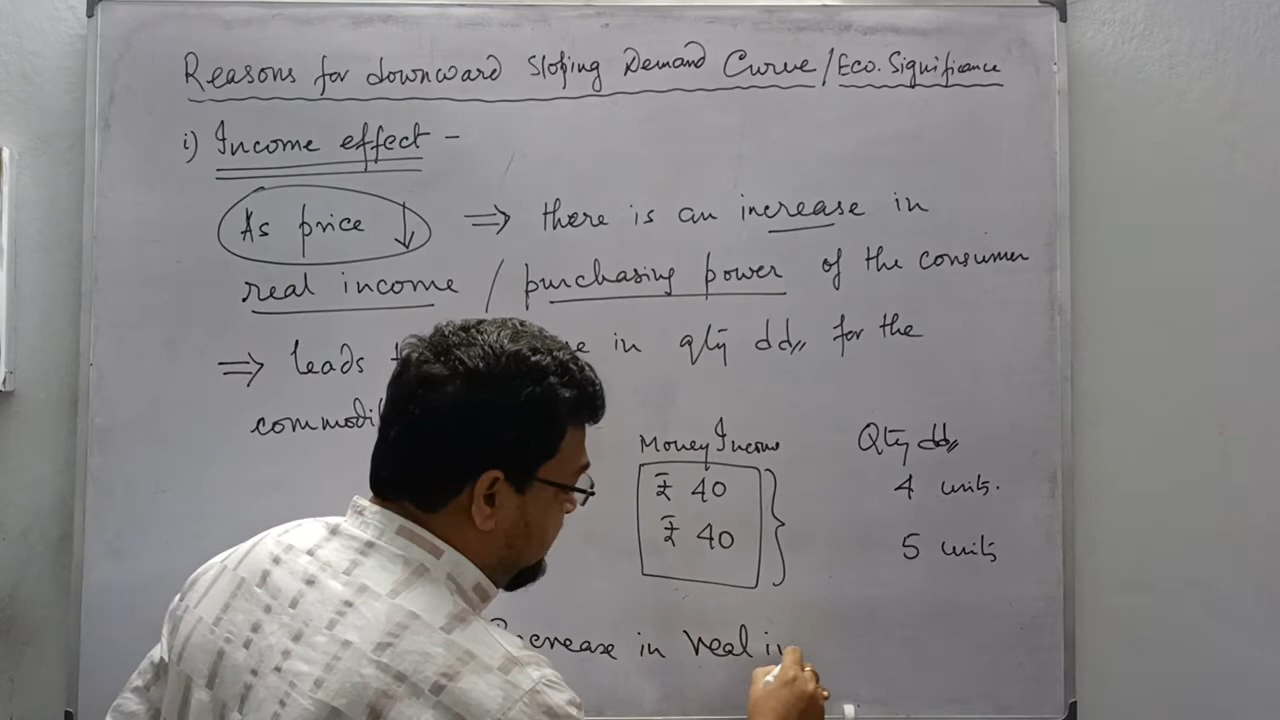 Reasons for downward Sloping Demand Curve / Eco. Significance
i) Income effect -
As price ↓ ⇒ there is an increase in
real income / purchasing power of the consumer
⇒ leads in qty dd,, for the
Money Income Qty dd,,
₹ 40 4 units.
₹ 40 5 units
in real